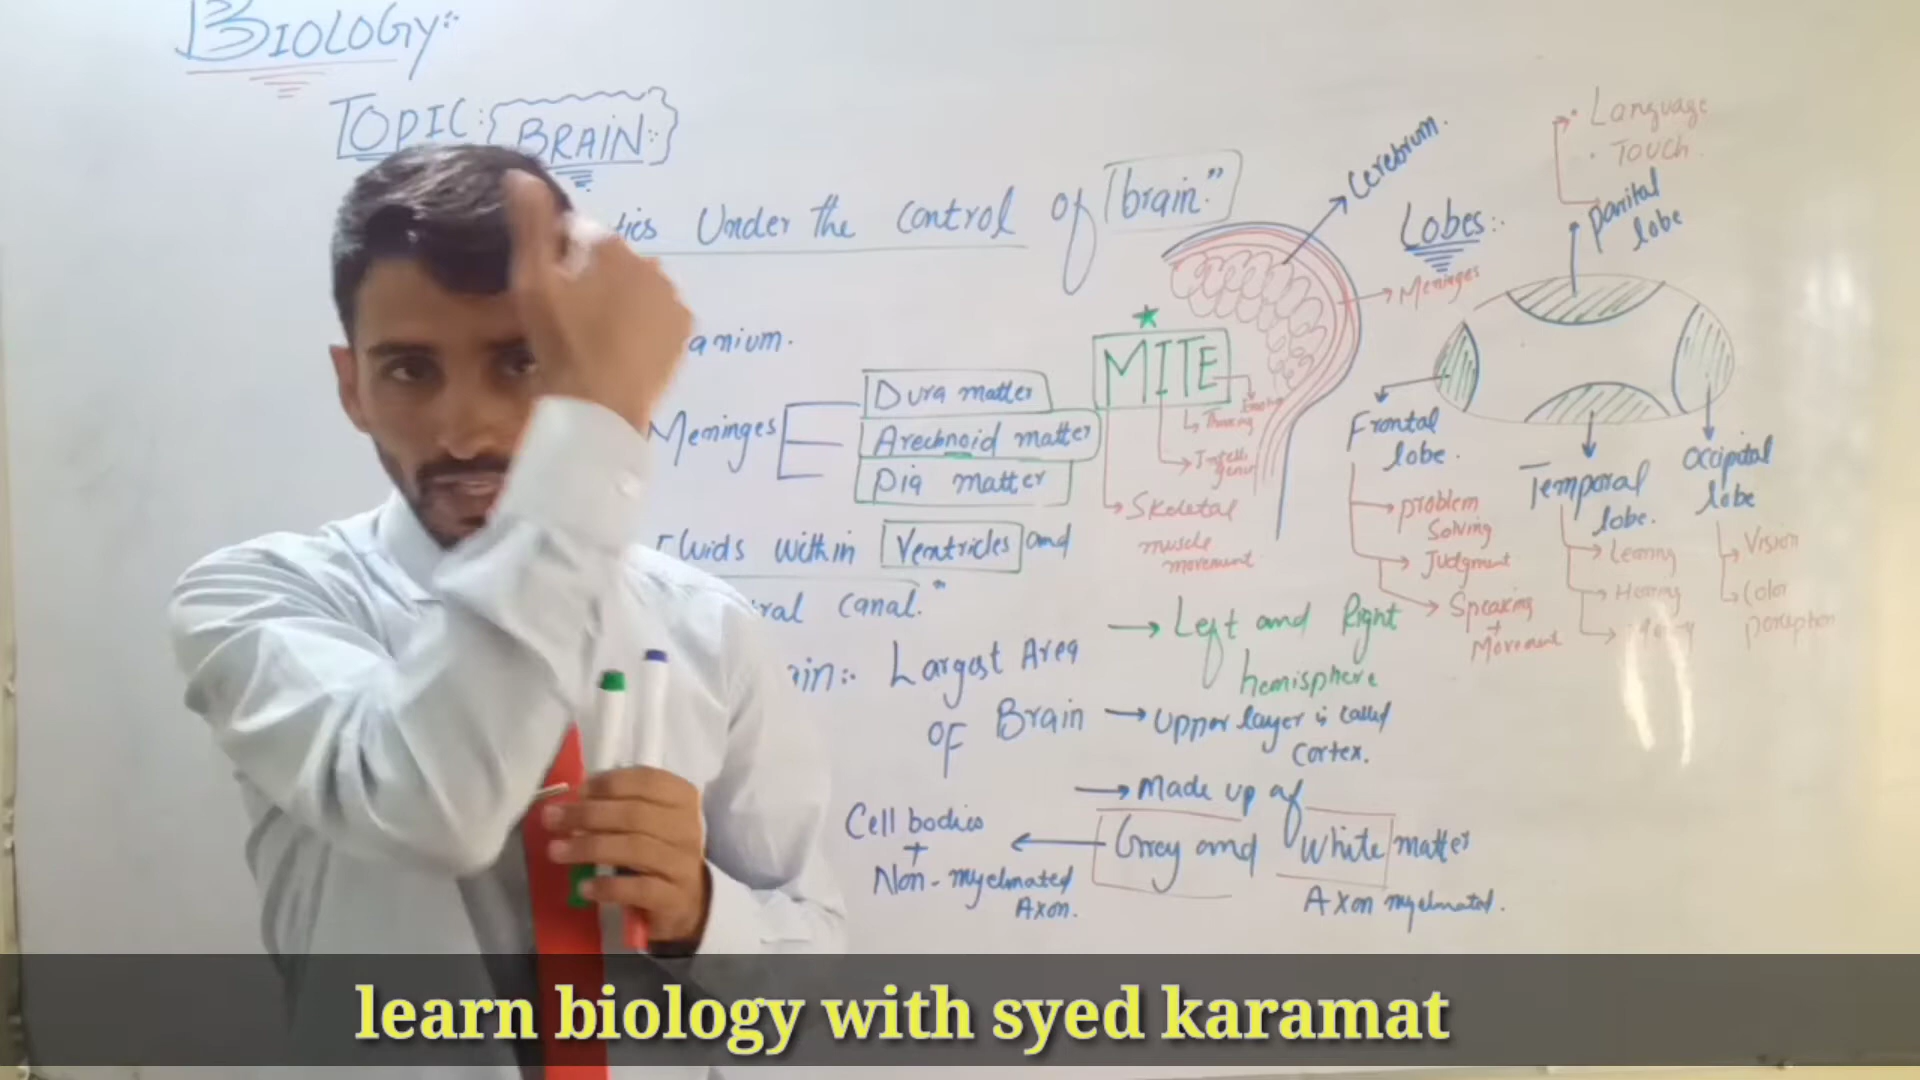 BIOLOGY:-
TOPIC: BRAIN:-
tics Under the control of brain."
anium.
Meninges
Dura matter
Arechnoid matter
Pia matter
Fluids within Ventricles and
ral canal."
in:- Largest Area
of Brain
→ Left and Right
hemisphere
→ Upper layer is called
cortex.
→ Made up of
Grey and White matter
Cell bodies
+
Non-myelinated
Axon.
Axon myelinated.
Cerebrum.
Meninges
MITE
Skeletal
muscle
movement
Lobes:-
• Language
• Touch
parital
lobe
Frontal
lobe.
problem
Solving
Judgment
Speaking
+
Movement
Temporal
lobe.
Hearing
occipital
lobe
Vision
Color
perception
learn biology with syed karamat